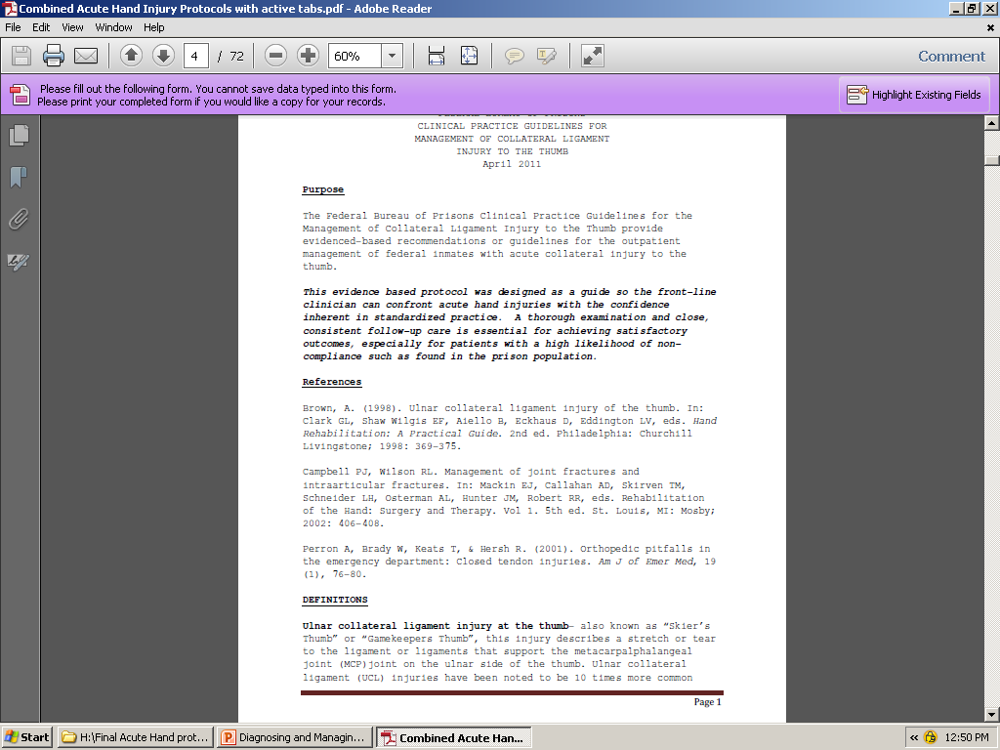 Combined Acute Hand Injury Protocols with active tabs.pdf - Adobe Reader
File Edit View Window Help
4 / 72 60% Comment
Please fill out the following form. You cannot save data typed into this form.
Please print your completed form if you would like a copy for your records.
Highlight Existing Fields
CLINICAL PRACTICE GUIDELINES FOR
MANAGEMENT OF COLLATERAL LIGAMENT
INJURY TO THE THUMB
April 2011
Purpose
The Federal Bureau of Prisons Clinical Practice Guidelines for the
Management of Collateral Ligament Injury to the Thumb provide
evidenced-based recommendations or guidelines for the outpatient
management of federal inmates with acute collateral injury to the
thumb.
This evidence based protocol was designed as a guide so the front-line
clinician can confront acute hand injuries with the confidence
inherent in standardized practice. A thorough examination and close,
consistent follow-up care is essential for achieving satisfactory
outcomes, especially for patients with a high likelihood of non-
compliance such as found in the prison population.
References
Brown, A. (1998). Ulnar collateral ligament injury of the thumb. In:
Clark GL, Shaw Wilgis EF, Aiello B, Eckhaus D, Eddington LV, eds. Hand
Rehabilitation: A Practical Guide. 2nd ed. Philadelphia: Churchill
Livingstone; 1998: 369-375.
Campbell PJ, Wilson RL. Management of joint fractures and
intraarticular fractures. In: Mackin EJ, Callahan AD, Skirven TM,
Schneider LH, Osterman AL, Hunter JM, Robert RR, eds. Rehabilitation
of the Hand: Surgery and Therapy. Vol 1. 5th ed. St. Louis, MI: Mosby;
2002: 406-408.
Perron A, Brady W, Keats T, & Hersh R. (2001). Orthopedic pitfalls in
the emergency department: Closed tendon injuries. Am J of Emer Med, 19
(1), 76-80.
DEFINITIONS
Ulnar collateral ligament injury at the thumb– also known as “Skier’s
Thumb” or “Gamekeepers Thumb”, this injury describes a stretch or tear
to the ligament or ligaments that support the metacarpalphalangeal
joint (MCP)joint on the ulnar side of the thumb. Ulnar collateral
ligament (UCL) injuries have been noted to be 10 times more common
Page 1
Start H:\Final Acute Hand prot... Diagnosing and Managin... Combined Acute Han... 12:50 PM